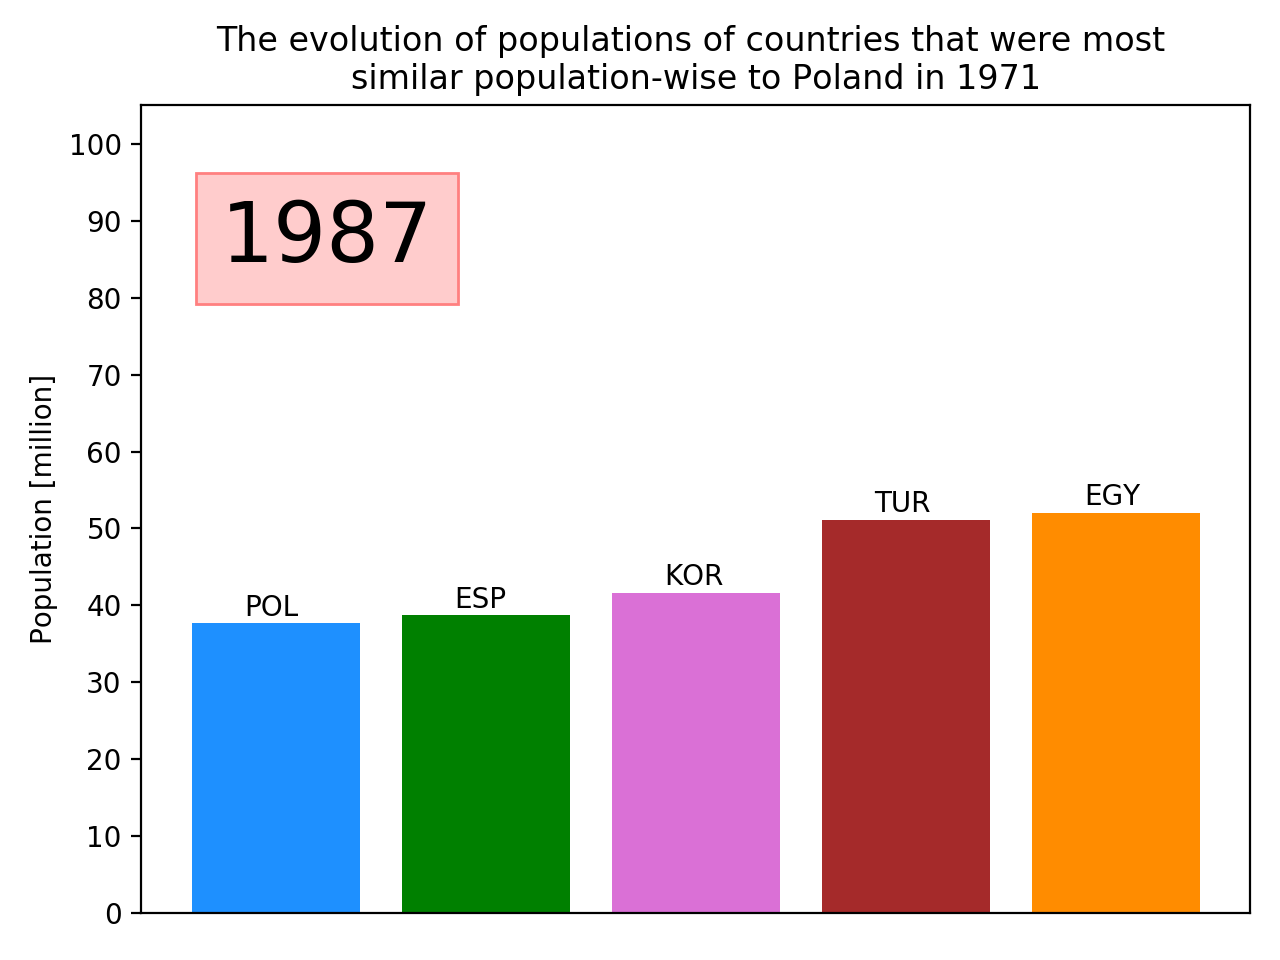 The evolution of populations of countries that were most
similar population-wise to Poland in 1971
100
90
80
70
60
50
40
30
20
10
0
Population [million]
1987
POL
ESP
KOR
TUR
EGY